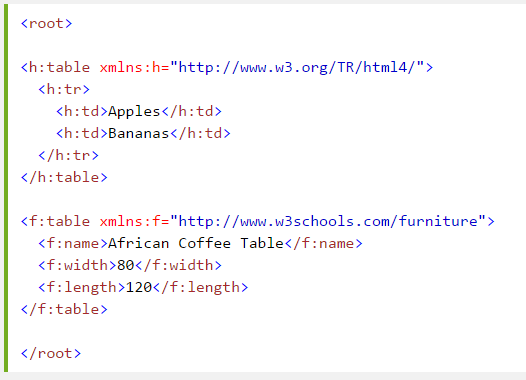 <root>
<h:table xmlns:h="http://www.w3.org/TR/html4/">
<h:tr>
<h:td>Apples</h:td>
<h:td>Bananas</h:td>
</h:tr>
</h:table>
<f:table xmlns:f="http://www.w3schools.com/furniture">
<f:name>African Coffee Table</f:name>
<f:width>80</f:width>
<f:length>120</f:length>
</f:table>
</root>